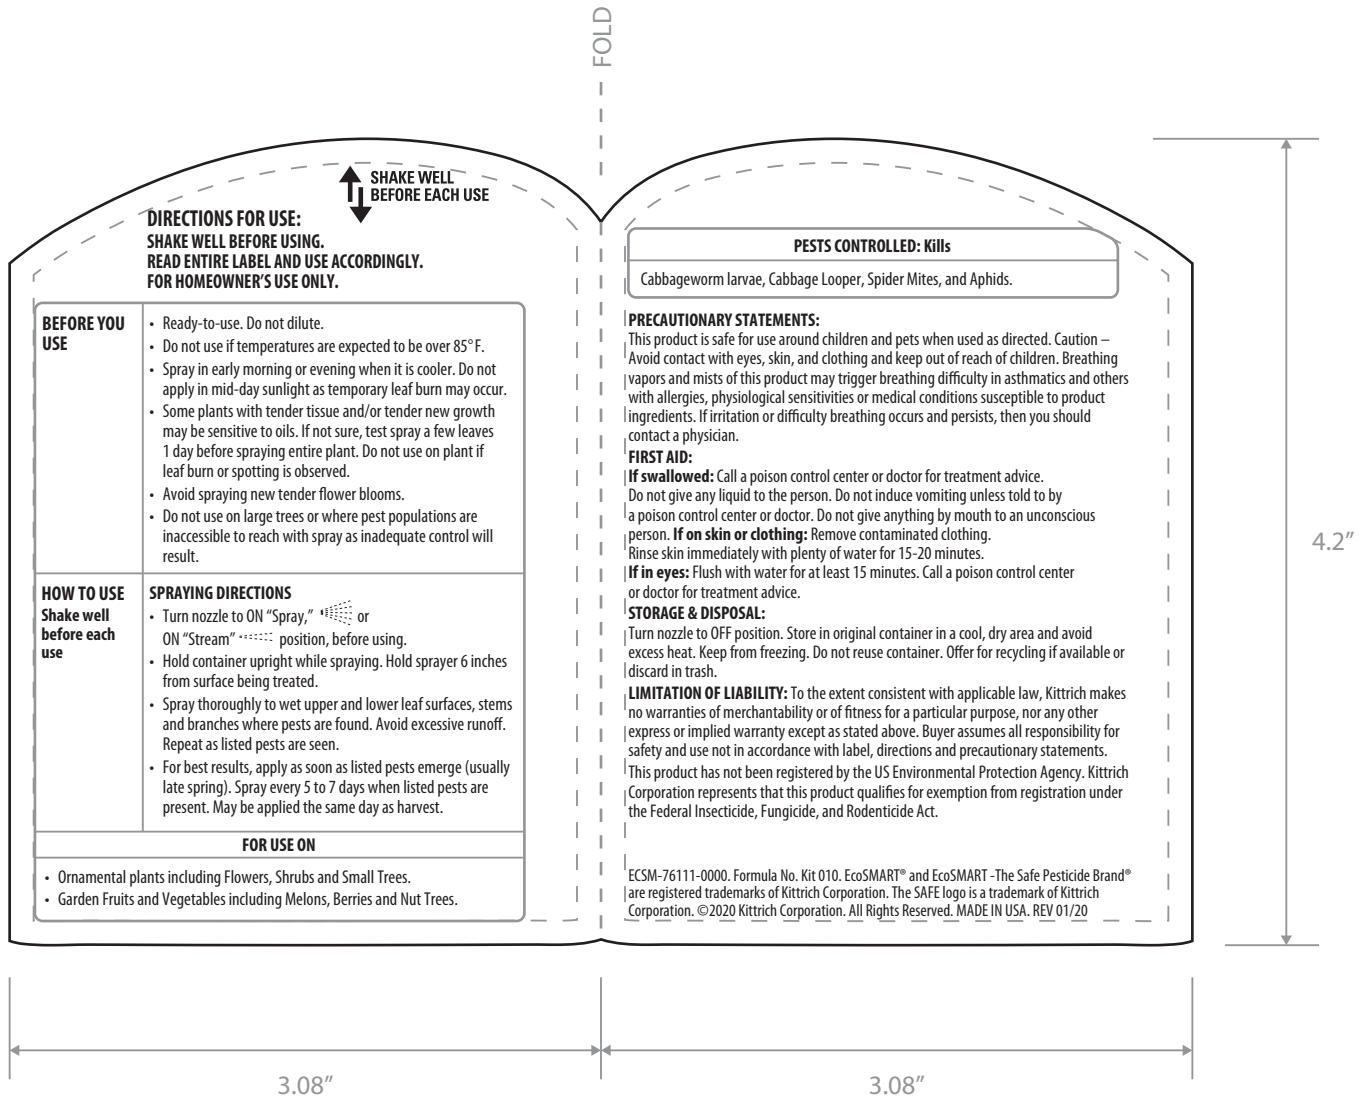 FOLD
SHAKE WELL
BEFORE EACH USE
DIRECTIONS FOR USE:
SHAKE WELL BEFORE USING.
READ ENTIRE LABEL AND USE ACCORDINGLY.
FOR HOMEOWNER'S USE ONLY.
BEFORE YOU
USE
• Ready-to-use. Do not dilute.
• Do not use if temperatures are expected to be over 85° F.
• Spray in early morning or evening when it is cooler. Do not
apply in mid-day sunlight as temporary leaf burn may occur.
• Some plants with tender tissue and/or tender new growth
may be sensitive to oils. If not sure, test spray a few leaves
1 day before spraying entire plant. Do not use on plant if
leaf burn or spotting is observed.
• Avoid spraying new tender flower blooms.
• Do not use on large trees or where pest populations are
inaccessible to reach with spray as inadequate control will
result.
HOW TO USE
Shake well
before each
use
SPRAYING DIRECTIONS
• Turn nozzle to ON "Spray," or
ON "Stream" position, before using.
• Hold container upright while spraying. Hold sprayer 6 inches
from surface being treated.
• Spray thoroughly to wet upper and lower leaf surfaces, stems
and branches where pests are found. Avoid excessive runoff.
Repeat as listed pests are seen.
• For best results, apply as soon as listed pests emerge (usually
late spring). Spray every 5 to 7 days when listed pests are
present. May be applied the same day as harvest.
FOR USE ON
• Ornamental plants including Flowers, Shrubs and Small Trees.
• Garden Fruits and Vegetables including Melons, Berries and Nut Trees.
PESTS CONTROLLED: Kills
Cabbageworm larvae, Cabbage Looper, Spider Mites, and Aphids.
PRECAUTIONARY STATEMENTS:
This product is safe for use around children and pets when used as directed. Caution –
Avoid contact with eyes, skin, and clothing and keep out of reach of children. Breathing
vapors and mists of this product may trigger breathing difficulty in asthmatics and others
with allergies, physiological sensitivities or medical conditions susceptible to product
ingredients. If irritation or difficulty breathing occurs and persists, then you should
contact a physician.
FIRST AID:
If swallowed: Call a poison control center or doctor for treatment advice.
Do not give any liquid to the person. Do not induce vomiting unless told to by
a poison control center or doctor. Do not give anything by mouth to an unconscious
person. If on skin or clothing: Remove contaminated clothing.
Rinse skin immediately with plenty of water for 15-20 minutes.
If in eyes: Flush with water for at least 15 minutes. Call a poison control center
or doctor for treatment advice.
STORAGE & DISPOSAL:
Turn nozzle to OFF position. Store in original container in a cool, dry area and avoid
excess heat. Keep from freezing. Do not reuse container. Offer for recycling if available or
discard in trash.
LIMITATION OF LIABILITY: To the extent consistent with applicable law, Kittrich makes
no warranties of merchantability or of fitness for a particular purpose, nor any other
express or implied warranty except as stated above. Buyer assumes all responsibility for
safety and use not in accordance with label, directions and precautionary statements.
This product has not been registered by the US Environmental Protection Agency. Kittrich
Corporation represents that this product qualifies for exemption from registration under
the Federal Insecticide, Fungicide, and Rodenticide Act.
ECSM-76111-0000. Formula No. Kit 010. EcoSMART® and EcoSMART -The Safe Pesticide Brand®
are registered trademarks of Kittrich Corporation. The SAFE logo is a trademark of Kittrich
Corporation. ©2020 Kittrich Corporation. All Rights Reserved. MADE IN USA. REV 01/20
4.2"
3.08"
3.08"